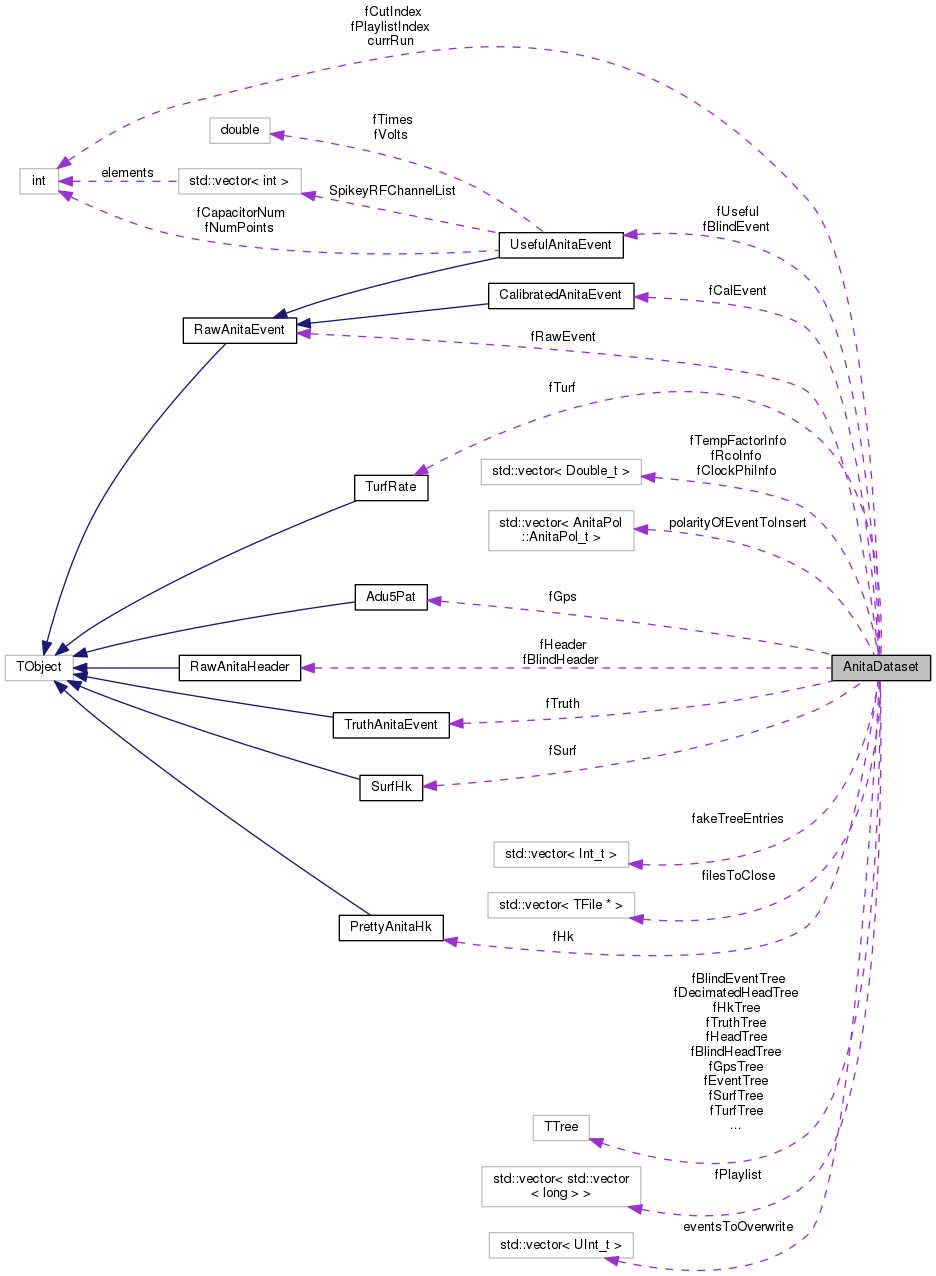 fCutIndex
fPlaylistIndex
currRun
double
fTimes
fVolts
int
elements
std::vector< int >
SpikeyRFChannelList
fCapacitorNum
fNumPoints
UsefulAnitaEvent
fUseful
fBlindEvent
CalibratedAnitaEvent
fCalEvent
RawAnitaEvent
fRawEvent
fTurf
TurfRate
std::vector< Double_t >
fTempFactorInfo
fRcoInfo
fClockPhiInfo
std::vector< AnitaPol
::AnitaPol_t >
polarityOfEventToInsert
Adu5Pat
fGps
TObject
RawAnitaHeader
fHeader
fBlindHeader
AnitaDataset
TruthAnitaEvent
fTruth
SurfHk
fSurf
std::vector< Int_t >
fakeTreeEntries
std::vector< TFile * >
filesToClose
PrettyAnitaHk
fHk
fBlindEventTree
fDecimatedHeadTree
fHkTree
fTruthTree
fHeadTree
fBlindHeadTree
fGpsTree
fEventTree
fSurfTree
fTurfTree
...
TTree
std::vector< std::vector
< long > >
fPlaylist
std::vector< UInt_t >
eventsToOverwrite